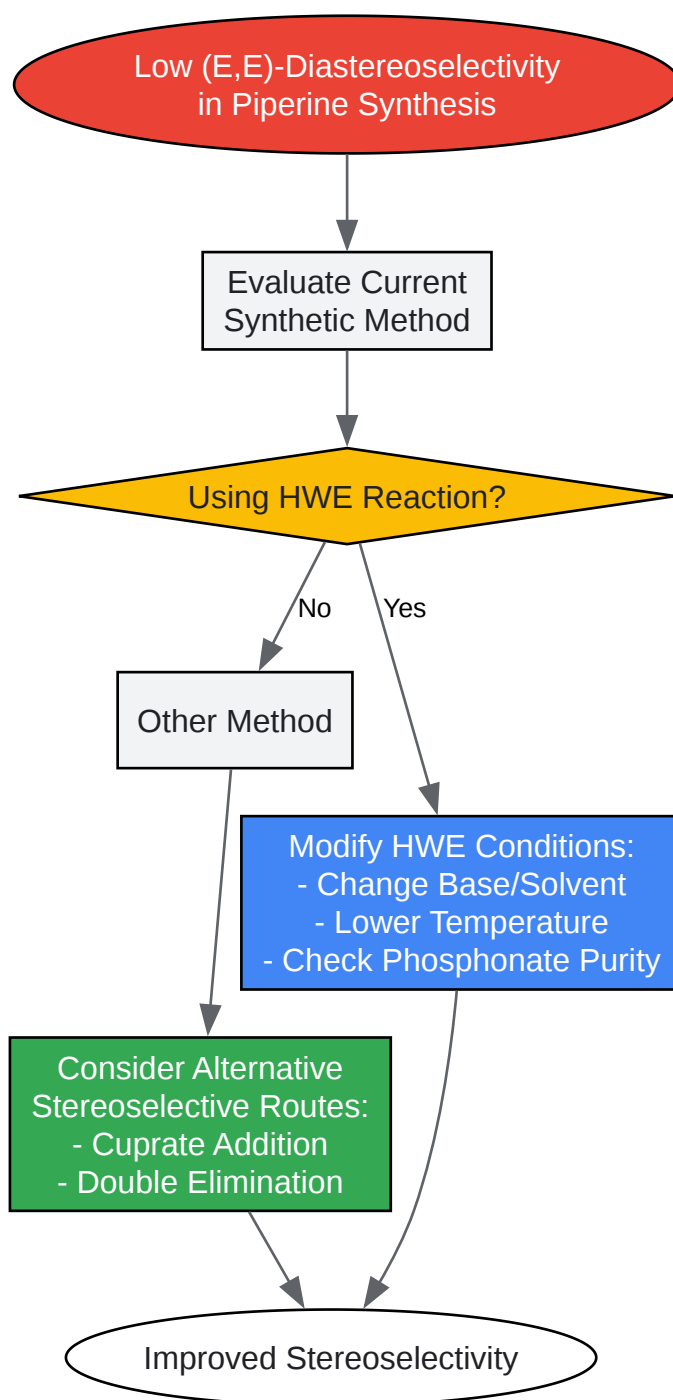 Low (E,E)-Diastereoselectivity
in Piperine Synthesis
Evaluate Current
Synthetic Method
Using HWE Reaction?
No
Yes
Other Method
Modify HWE Conditions:
- Change Base/Solvent
- Lower Temperature
- Check Phosphonate Purity
Consider Alternative
Stereoselective Routes:
- Cuprate Addition
- Double Elimination
Improved Stereoselectivity